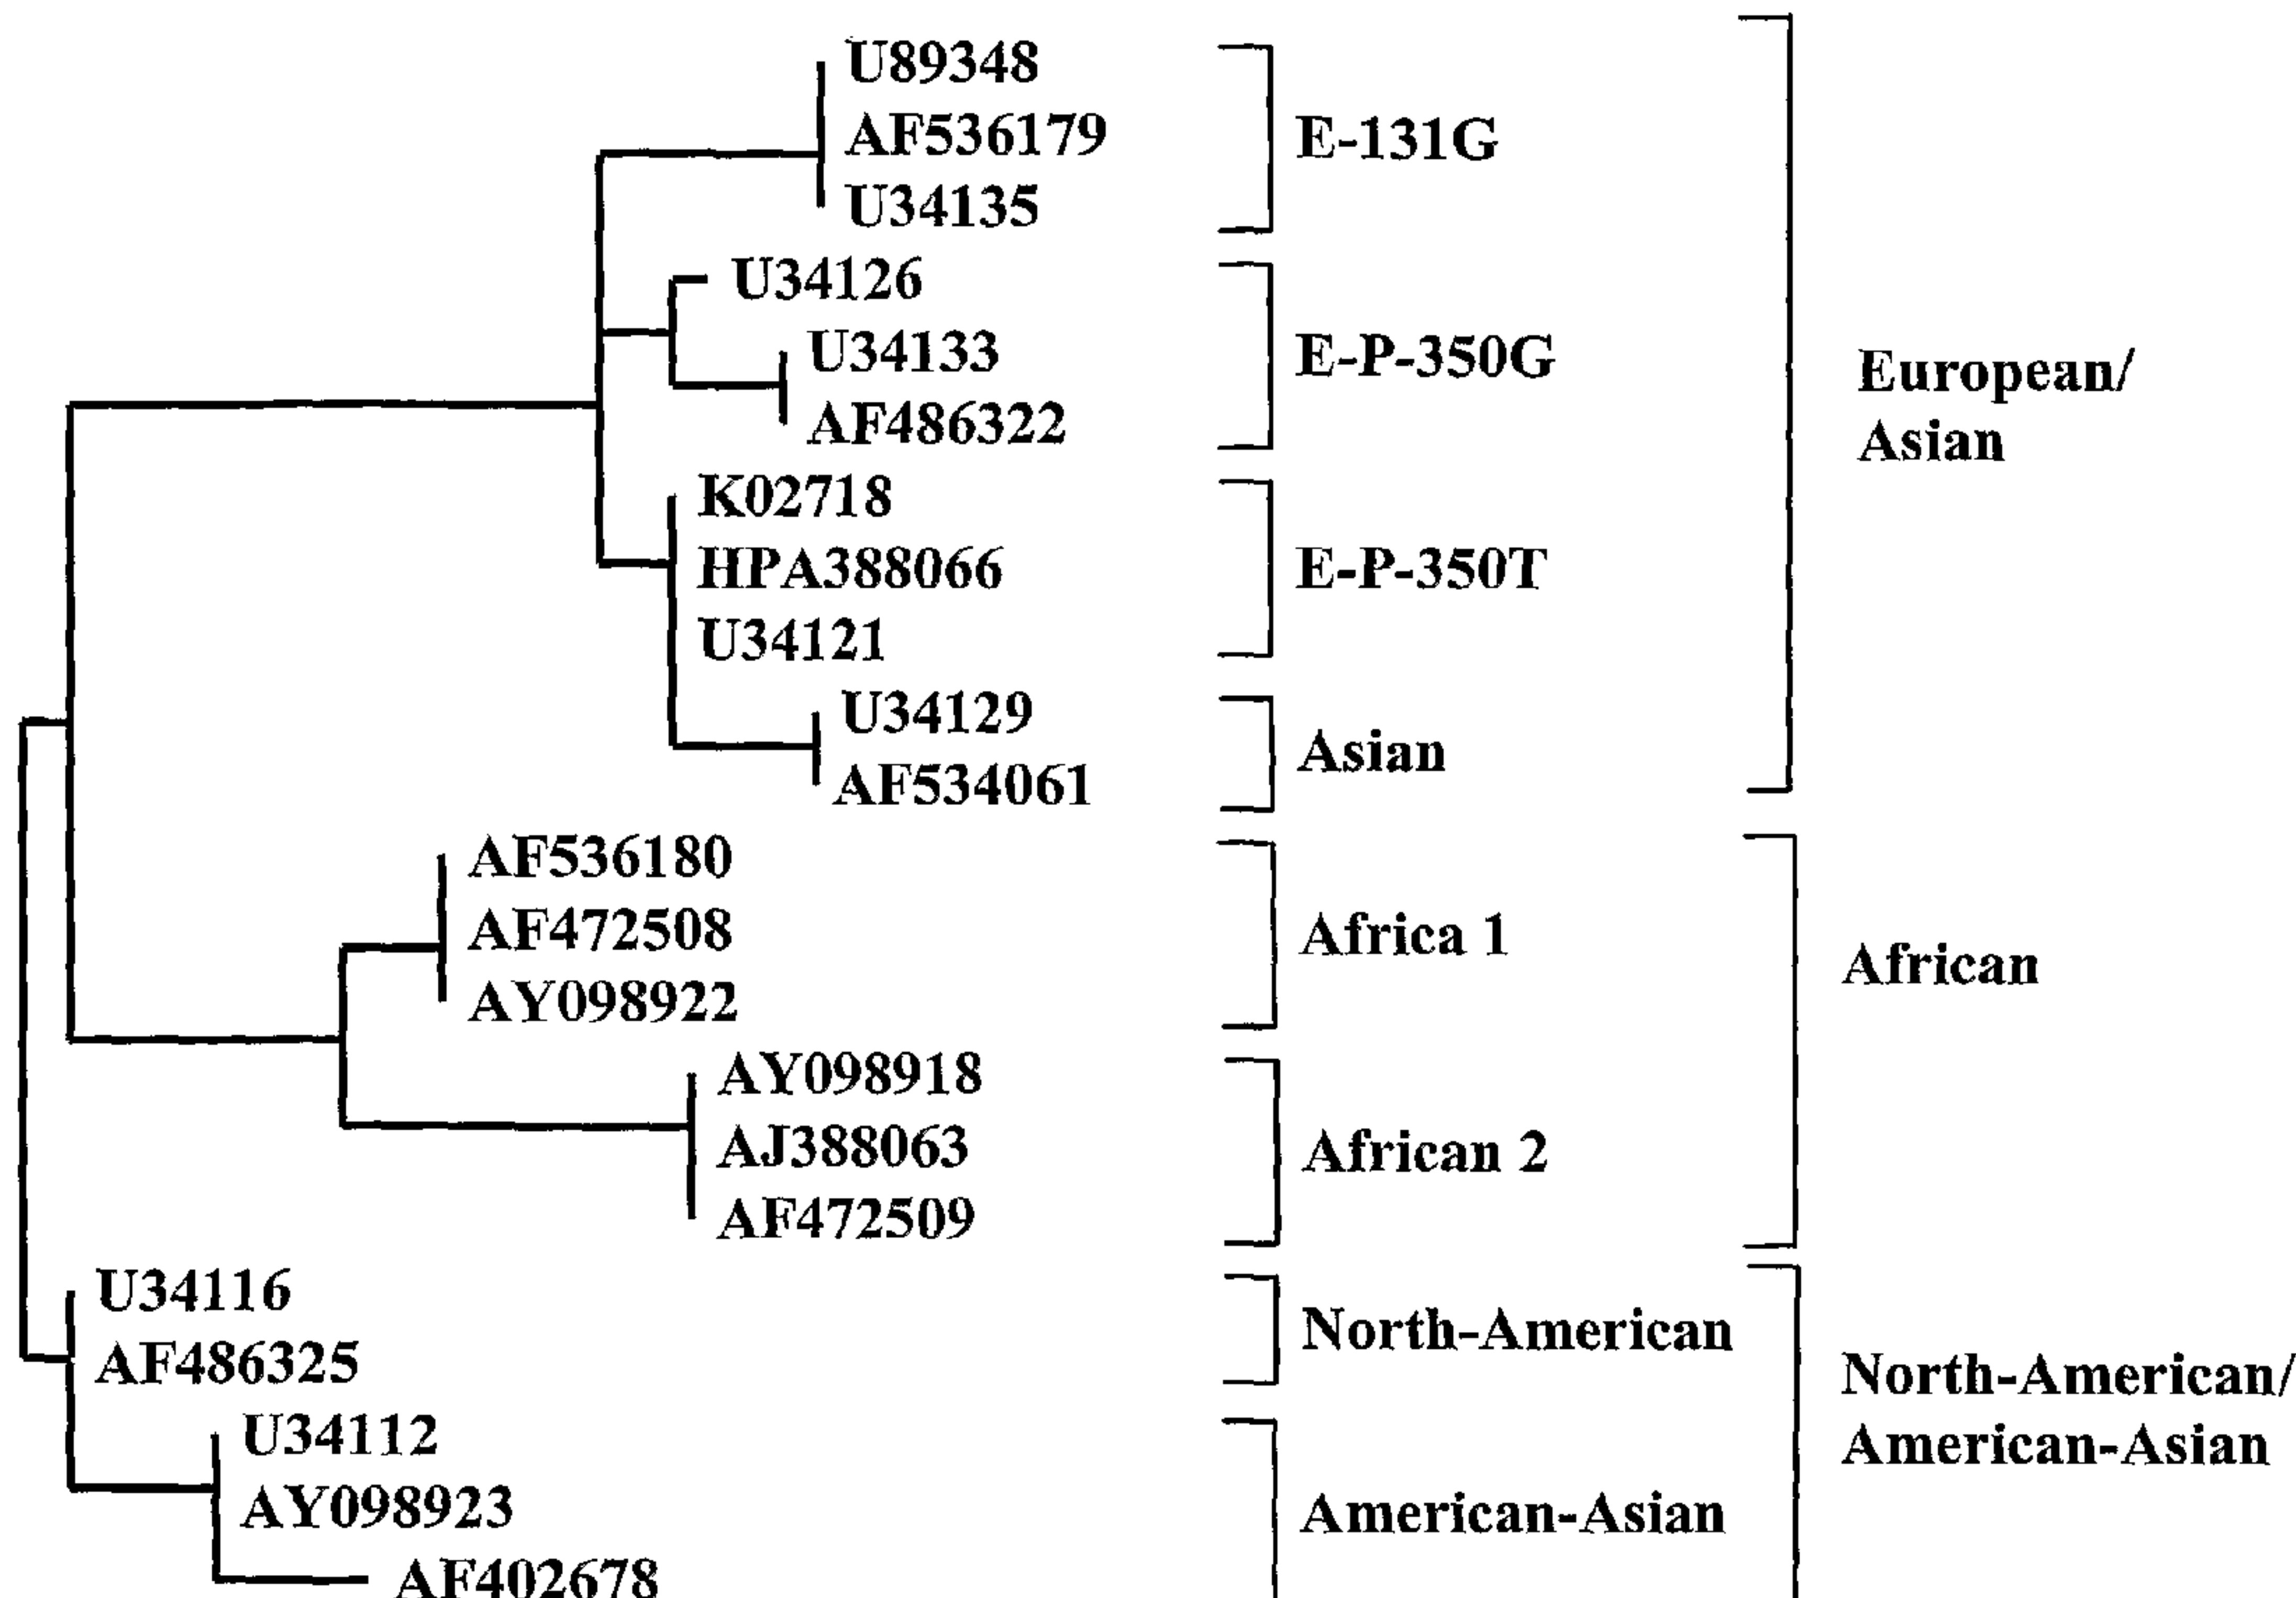 U89348
AF536179
U34135
U34126
U34133
AF486322
K02718
HPA388066
U34121
U34129
AF534061
AF536180
AF472508
AY098922
AY098918
AJ388063
AF472509
U34116
AF486325
U34112
AY098923
AF402678
E-131G
E-P-350G
E-P-350T
Asian
Africa 1
African 2
North-American
American-Asian
European/
Asian
African
North-American/
American-Asian